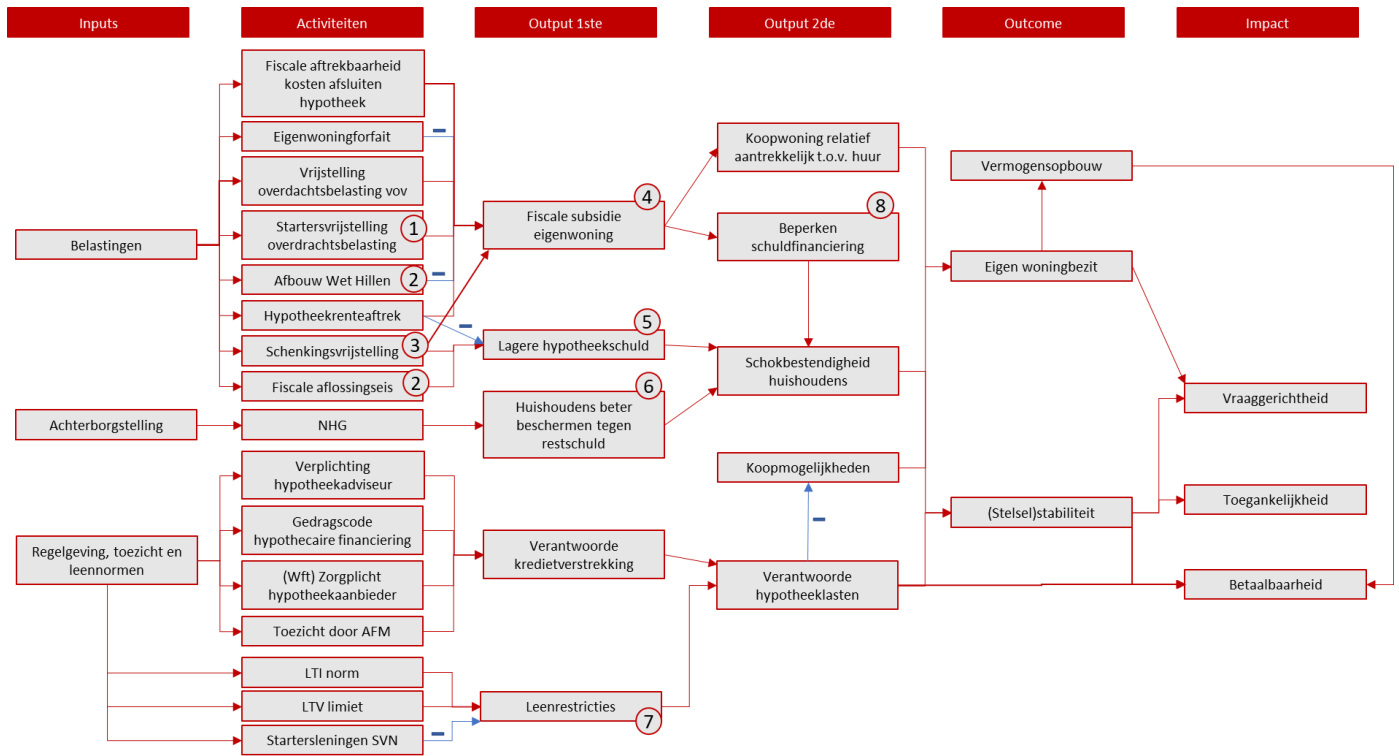 Inputs
Activiteiten
Output 1ste
Output 2de
Outcome
Impact
Belastingen
Achterborgstelling
Regelgeving, toezicht en
leennormen
Fiscale aftrekbaarheid
kosten afsluiten
hypotheek
Eigenwoningforfait
–
Vrijstelling
overdachtsbelasting vov
Startersvrijstelling
overdrachtsbelasting
1
Afbouw Wet Hillen
2
–
Hypotheekrenteaftrek
–
Schenkingsvrijstelling
3
Fiscale aflossingseis
2
NHG
Verplichting
hypotheekadviseur
Gedragscode
hypothecaire financiering
(Wft) Zorgplicht
hypotheekaanbieder
Toezicht door AFM
LTI norm
LTV limiet
Startersleningen SVN
–
4
Fiscale subsidie
eigenwoning
5
Lagere hypotheekschuld
6
Huishoudens beter
beschermen tegen
restschuld
Verantwoorde
kredietverstrekking
Leenrestricties
7
Koopwoning relatief
aantrekkelijk t.o.v. huur
8
Beperken
schuldfinanciering
Schokbestendigheid
huishoudens
Koopmogelijkheden
–
Verantwoorde
hypotheeklasten
Vermogensopbouw
Eigen woningbezit
(Stelsel)stabiliteit
Vraaggerichtheid
Toegankelijkheid
Betaalbaarheid